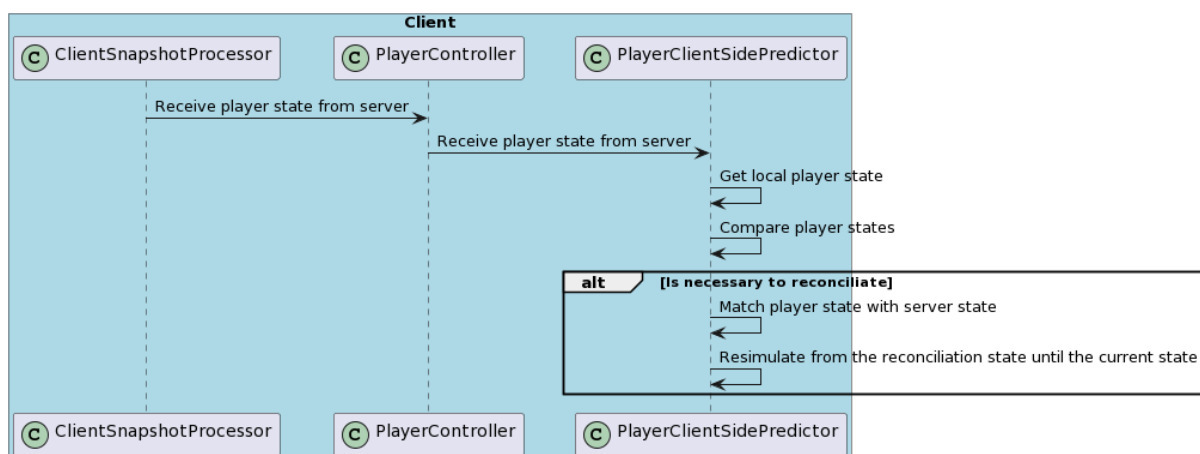 Client
C ClientSnapshotProcessor
C PlayerController
C PlayerClientSidePredictor
Receive player state from server
Receive player state from server
Get local player state
Compare player states
alt [Is necessary to reconciliate]
Match player state with server state
Resimulate from the reconciliation state until the current state
C ClientSnapshotProcessor
C PlayerController
C PlayerClientSidePredictor